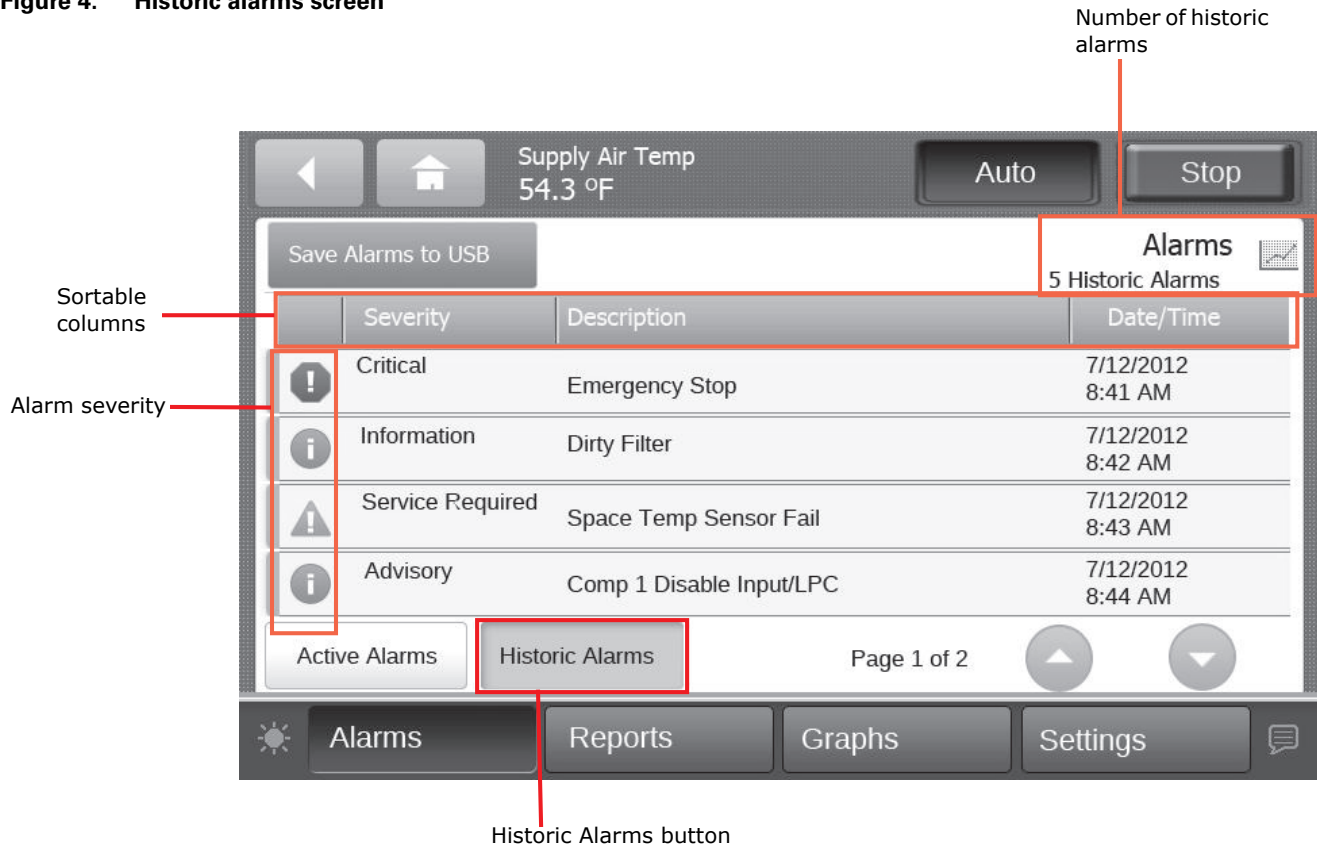 Figure 4. Historic alarms screen
Number of historic
alarms
Supply Air Temp
54.3 °F
Auto
Stop
Save Alarms to USB
Alarms
5 Historic Alarms
Sortable
columns
Severity
Description
Date/Time
Alarm severity
Critical
Emergency Stop
7/12/2012
8:41 AM
Information
Dirty Filter
7/12/2012
8:42 AM
Service Required
Space Temp Sensor Fail
7/12/2012
8:43 AM
Advisory
Comp 1 Disable Input/LPC
7/12/2012
8:44 AM
Active Alarms
Historic Alarms
Page 1 of 2
Alarms
Reports
Graphs
Settings
Historic Alarms button